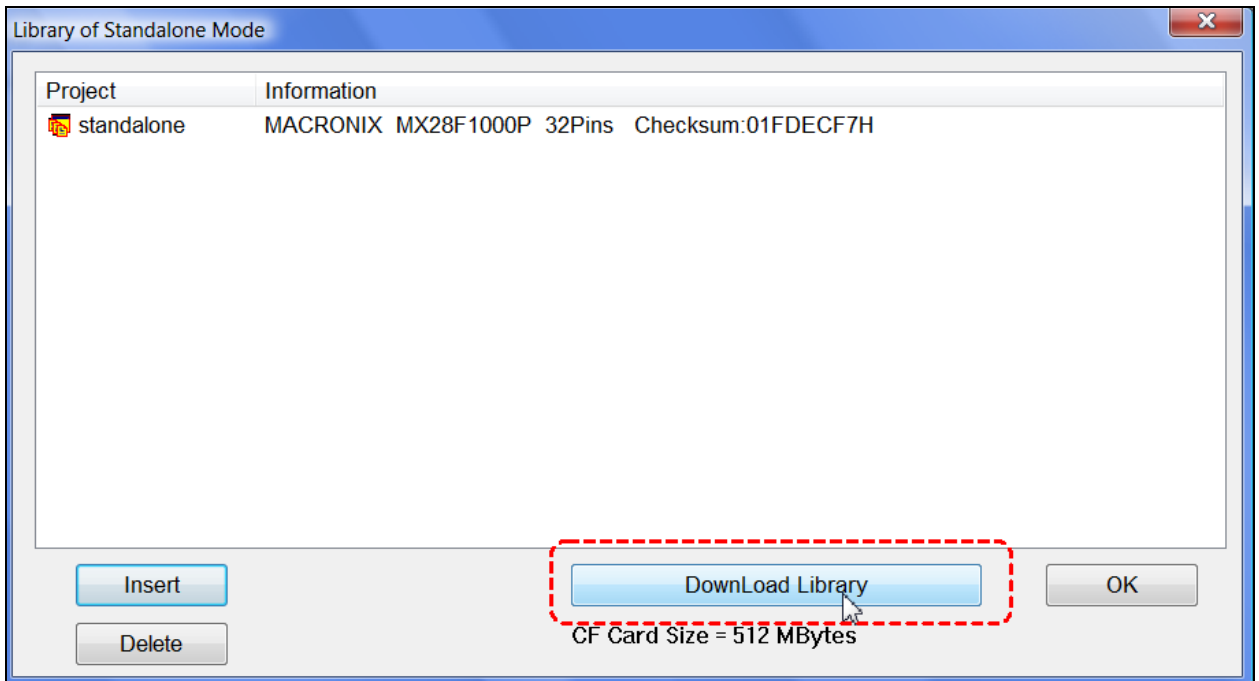 Library of Standalone Mode
Project Information
standalone MACRONIX MX28F1000P 32Pins Checksum:01FDECF7H
Insert DownLoad Library OK
Delete CF Card Size = 512 MBytes